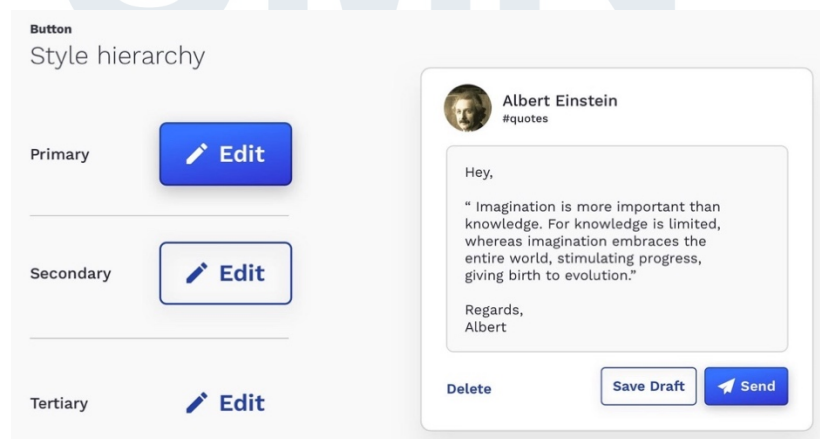 Button
Style hierarchy
Primary
Edit
Secondary
Edit
Tertiary
Edit
Albert Einstein
#quotes
Hey,
“ Imagination is more important than
knowledge. For knowledge is limited,
whereas imagination embraces the
entire world, stimulating progress,
giving birth to evolution.”
Regards,
Albert
Delete
Save Draft
Send